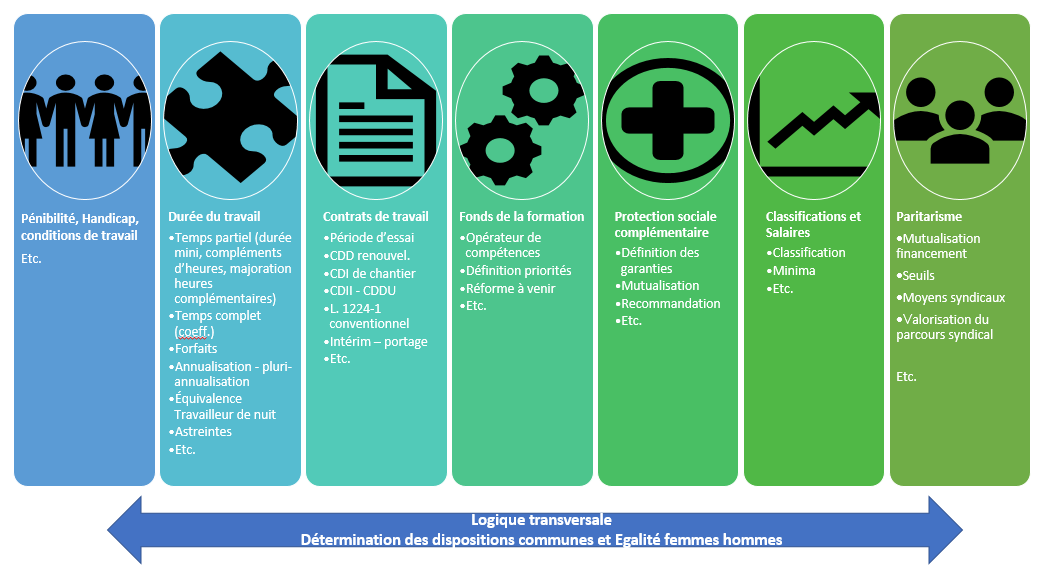 Pénibilité, Handicap,
conditions de travail
Etc.
Durée du travail
•Temps partiel (durée
mini, compléments
d’heures, majoration
heures
complémentaires)
•Temps complet
(coeff.)
•Forfaits
•Annualisation - pluri-
annualisation
•Équivalence
Travailleur de nuit
•Astreintes
•Etc.
Contrats de travail
•Période d’essai
•CDD renouvel.
•CDI de chantier
•CDII - CDDU
•L. 1224-1
conventionnel
•Intérim – portage
•Etc.
Fonds de la formation
•Opérateur de
compétences
•Définition priorités
•Réforme à venir
•Etc.
Protection sociale
complémentaire
•Définition des
garanties
•Mutualisation
•Recommandation
•Etc.
Classifications et
Salaires
•Classification
•Minima
•Etc.
Paritarisme
•Mutualisation
financement
•Seuils
•Moyens syndicaux
•Valorisation du
parcours syndical
Etc.
Logique transversale
Détermination des dispositions communes et Egalité femmes hommes